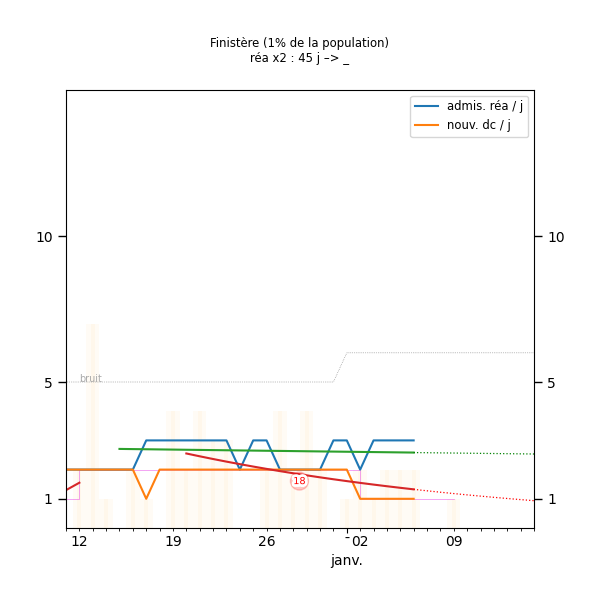 Finistère (1% de la population)
réa x2 : 45 j –> _
admis. réa / j
nouv. dc / j
10
10
5
5
bruit
18
1
1
12
19
26
02
09
janv.